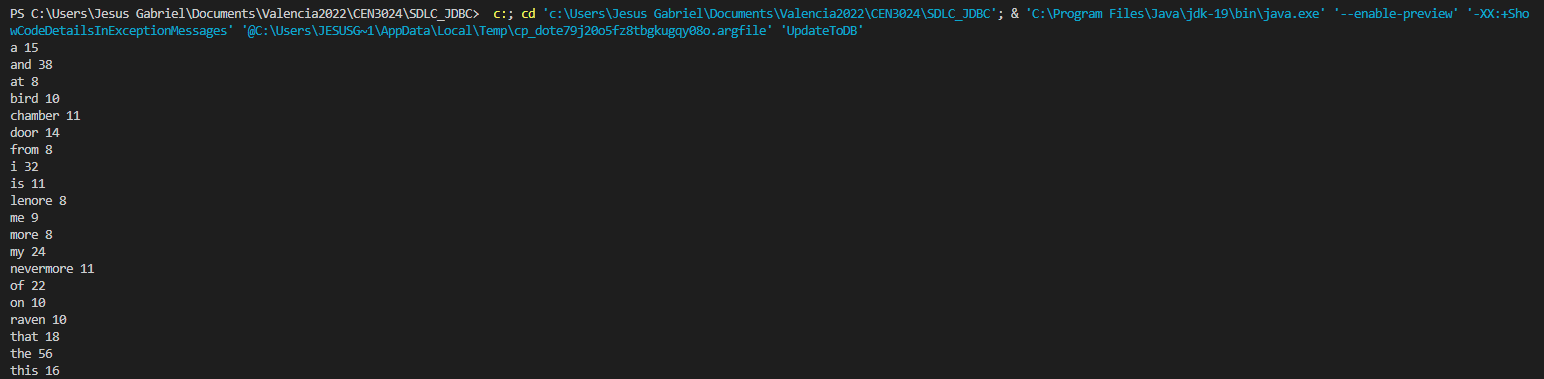 PS C:\Users\Jesus Gabriel\Documents\Valencia2022\CEN3024\SDLC_JDBC>  c:; cd 'c:\Users\Jesus Gabriel\Documents\Valencia2022\CEN3024\SDLC_JDBC'; & 'C:\Program Files\Java\jdk-19\bin\java.exe' '--enable-preview' '-XX:+Sho
wCodeDetailsInExceptionMessages' '@C:\Users\JESUSG~1\AppData\Local\Temp\cp_dote79j20o5fz8tbgkugqy08o.argfile' 'UpdateToDB'
a 15
and 38
at 8
bird 10
chamber 11
door 14
from 8
i 32
is 11
lenore 8
me 9
more 8
my 24
nevermore 11
of 22
on 10
raven 10
that 18
the 56
this 16